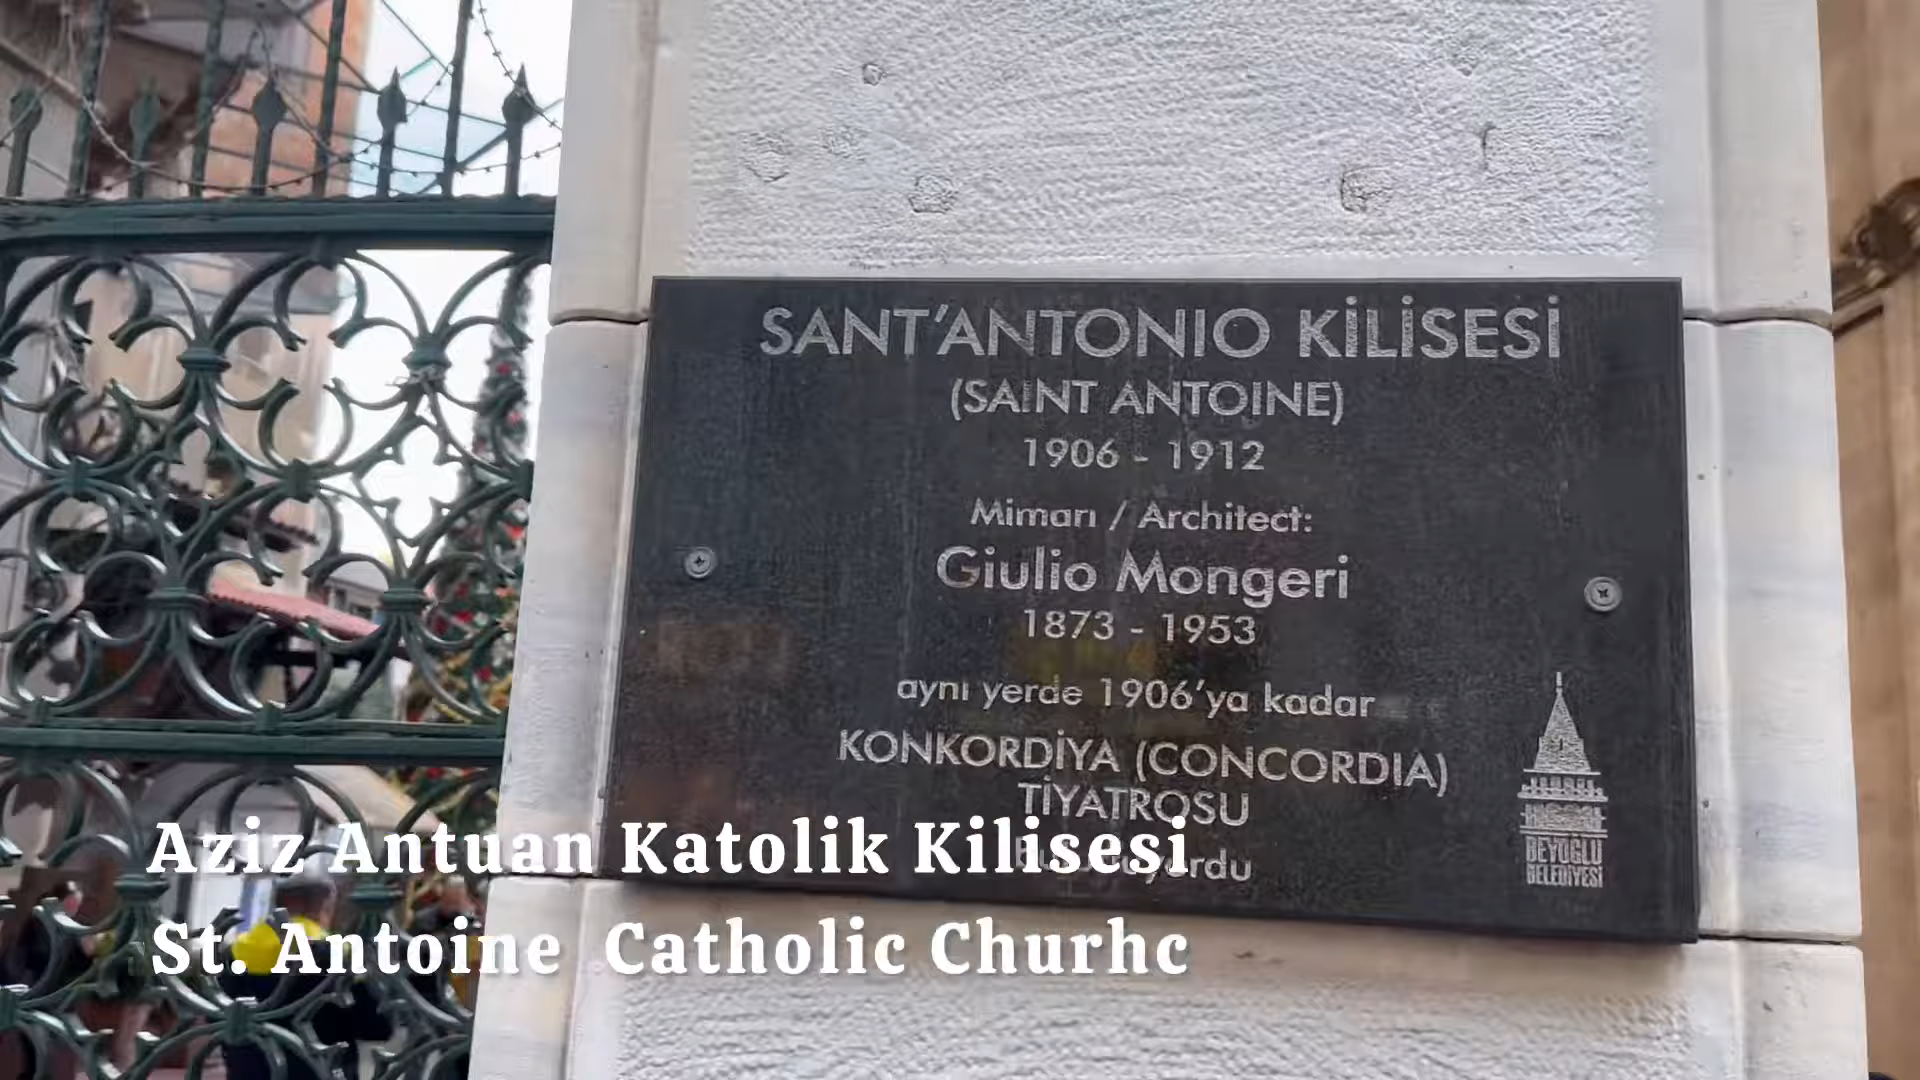 SANT'ANTONIO KİLİSESİ
(SAINT ANTOINE)
1906 - 1912
Mimarı / Architect:
Giulio Mongeri
1873 - 1953
aynı yerde 1906'ya kadar
KONKORDİYA (CONCORDIA)
TİYATROSU
BEYOĞLU
BELEDİYESİ
Aziz Antuan Katolik Kilisesi
St. Antoine Catholic Churhc